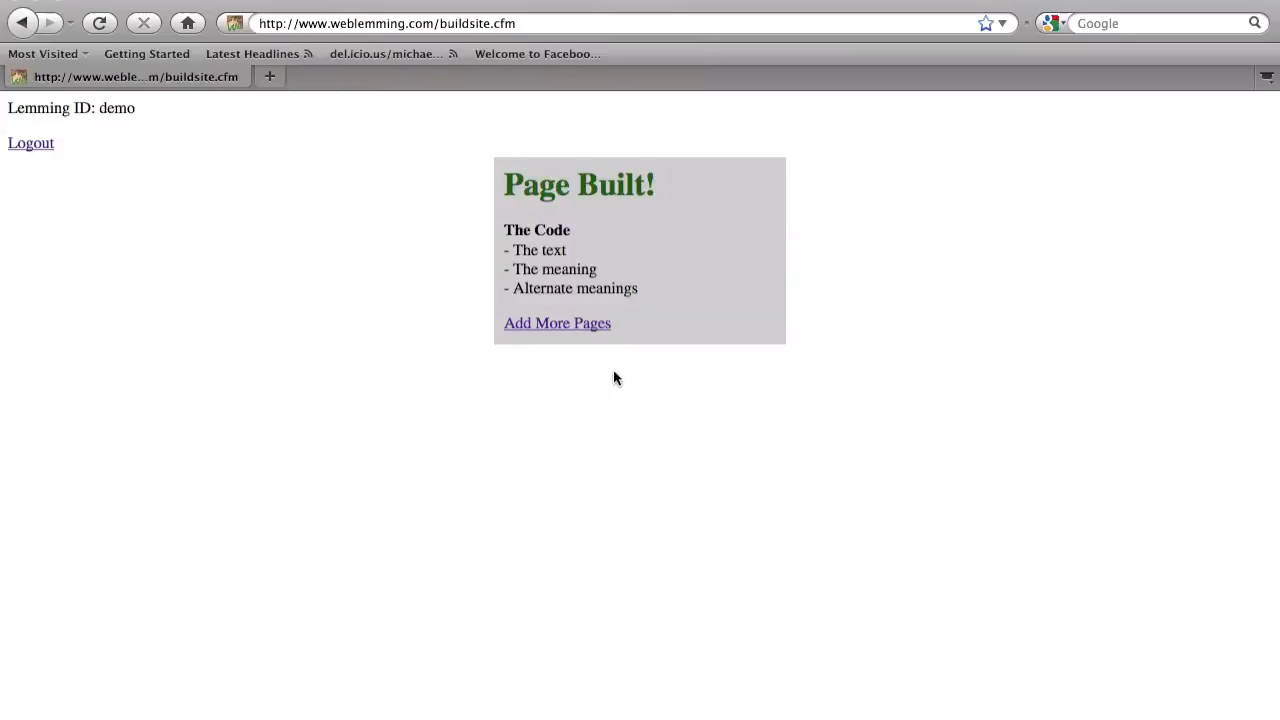 http://www.weblemming.com/buildsite.cfm
Google
Most Visited
Getting Started
Latest Headlines
del.icio.us/michae...
Welcome to Faceboo...
http://www.weble...m/buildsite.cfm
+
Lemming ID: demo
Logout
Page Built!
The Code
- The text
- The meaning
- Alternate meanings
Add More Pages